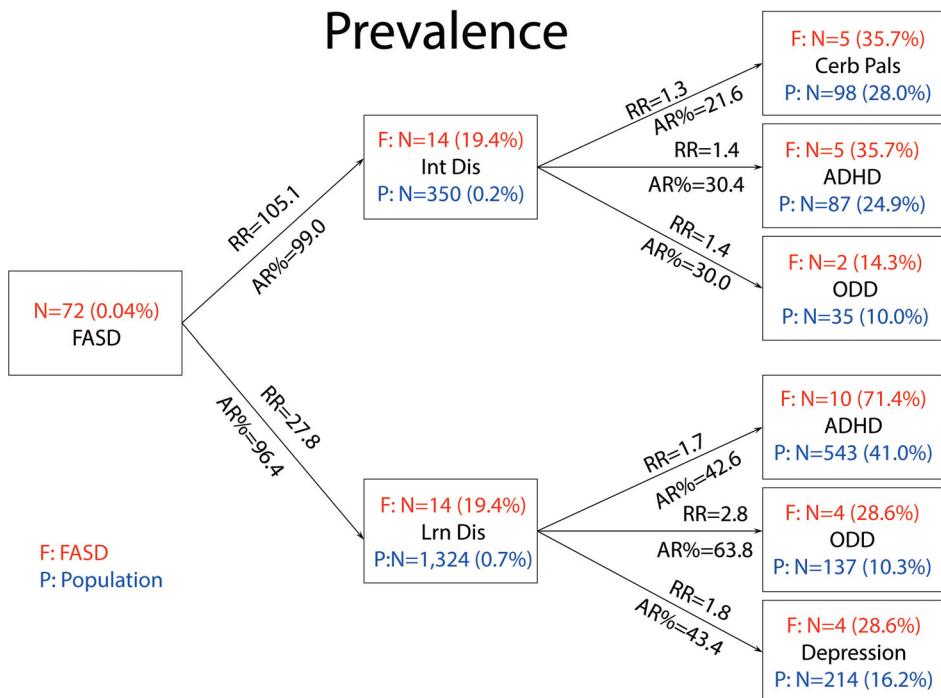 Prevalence
N=72 (0.04%)
FASD
RR=105.1
AR%=99.0
RR=27.8
AR%=96.4
F: N=14 (19.4%)
Int Dis
P: N=350 (0.2%)
RR=1.3
AR%=21.6
RR=1.4
AR%=30.4
RR=1.4
AR%=30.0
F: N=5 (35.7%)
Cerb Pals
P: N=98 (28.0%)
F: N=5 (35.7%)
ADHD
P: N=87 (24.9%)
F: N=2 (14.3%)
ODD
P: N=35 (10.0%)
F: N=14 (19.4%)
Lrn Dis
P:N=1,324 (0.7%)
RR=1.7
AR%=42.6
RR=2.8
AR%=63.8
RR=1.8
AR%=43.4
F: N=10 (71.4%)
ADHD
P: N=543 (41.0%)
F: N=4 (28.6%)
ODD
P: N=137 (10.3%)
F: N=4 (28.6%)
Depression
P: N=214 (16.2%)
F: FASD
P: Population